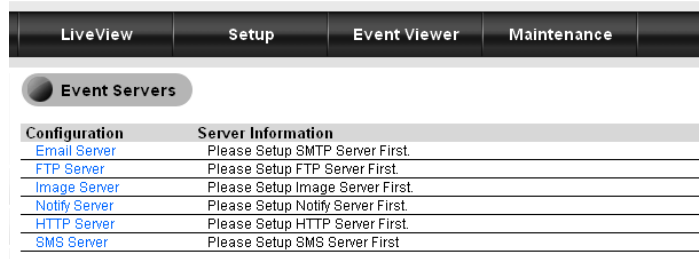 LiveView Setup Event Viewer Maintenance
Event Servers
Configuration Server Information
Email Server Please Setup SMTP Server First.
FTP Server Please Setup FTP Server First.
Image Server Please Setup Image Server First.
Notify Server Please Setup Notify Server First.
HTTP Server Please Setup HTTP Server First.
SMS Server Please Setup SMS Server First